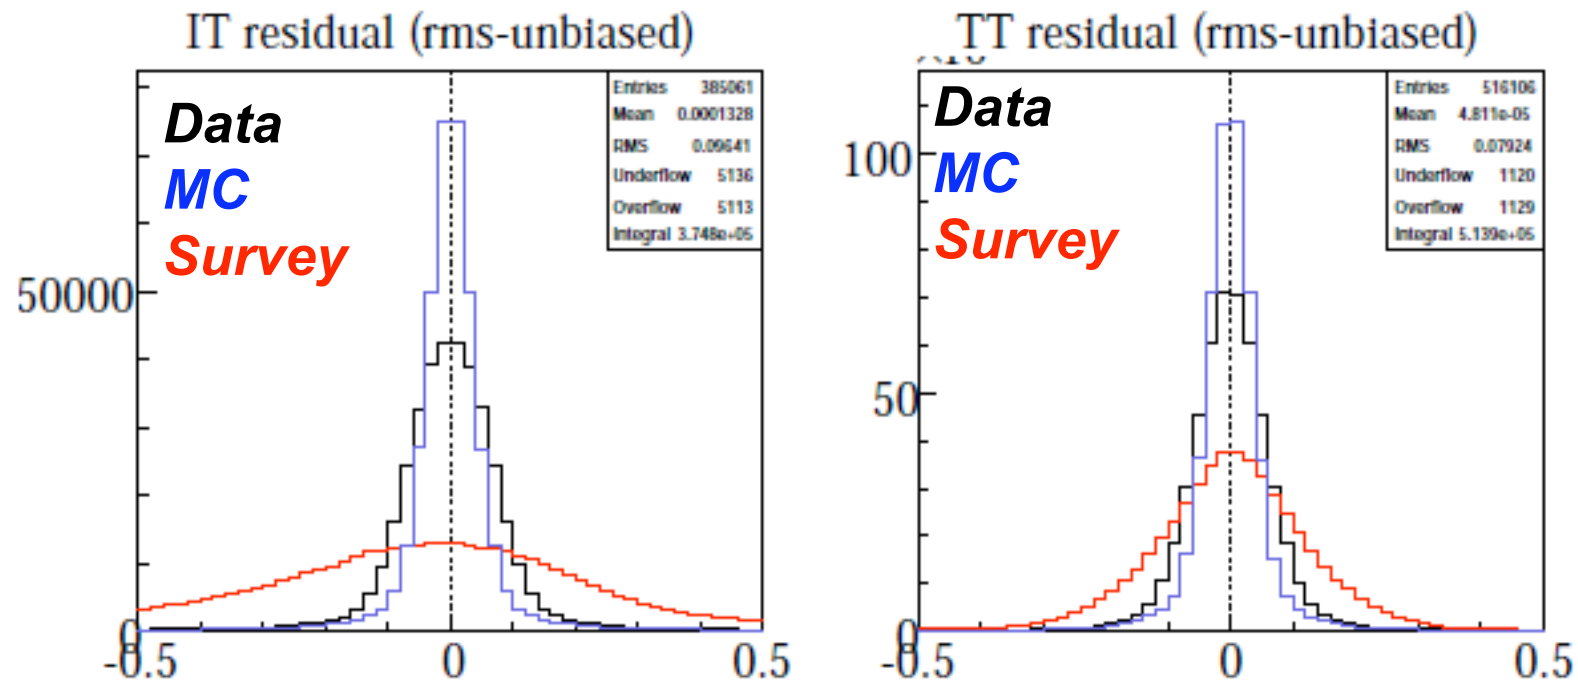 IT residual (rms-unbiased)
Data
MC
Survey
Entries 385061
Mean 0.0001328
RMS 0.09641
Underflow 5136
Overflow 5113
Integral 3.748e+05
50000
0
-0.5 0 0.5
TT residual (rms-unbiased)
Data
MC
Survey
Entries 516106
Mean 4.811e-05
RMS 0.07924
Underflow 1120
Overflow 1129
Integral 5.139e+05
100
50
0
-0.5 0 0.5